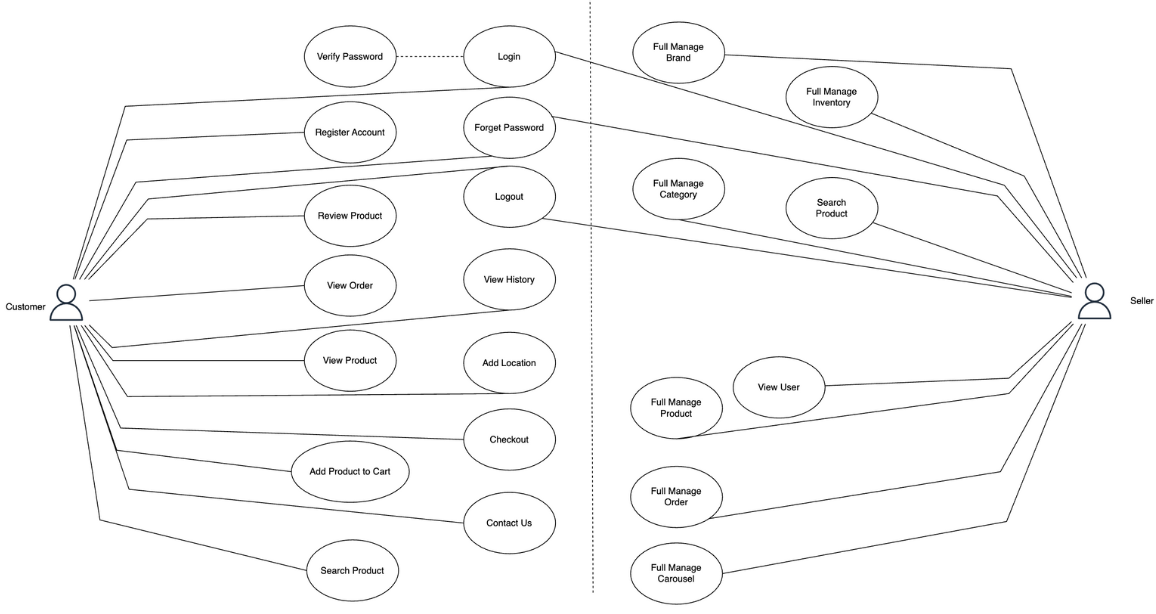 Verify Password
Login
Register Account
Forget Password
Logout
Review Product
View Order
View History
Customer
View Product
Add Location
Checkout
Add Product to Cart
Contact Us
Search Product
Full Manage
Brand
Full Manage
Inventory
Full Manage
Category
Search
Product
Seller
View User
Full Manage
Product
Full Manage
Order
Full Manage
Carousel